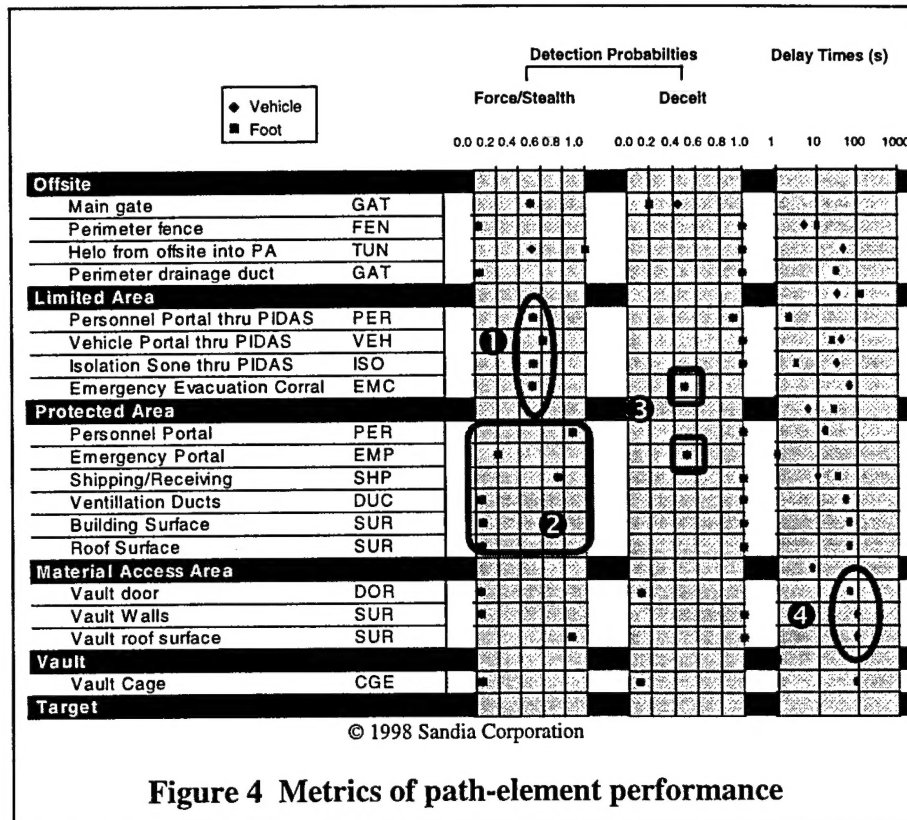 Detection Probabilties
Delay Times (s)
Vehicle
Foot
Force/Stealth
Deceit
0.0 0.2 0.4 0.6 0.8 1.0
0.0 0.2 0.4 0.6 0.8 1.0
1 10 100 1000
Offsite
Main gate GAT
Perimeter fence FEN
Helo from offsite into PA TUN
Perimeter drainage duct GAT
Limited Area
Personnel Portal thru PIDAS PER
Vehicle Portal thru PIDAS VEH
Isolation Sone thru PIDAS ISO
Emergency Evacuation Corral EMC
Protected Area
Personnel Portal PER
Emergency Portal EMP
Shipping/Receiving SHP
Ventillation Ducts DUC
Building Surface SUR
Roof Surface SUR
Material Access Area
Vault door DOR
Vault Walls SUR
Vault roof surface SUR
Vault
Vault Cage CGE
Target
1
2
3
4
© 1998 Sandia Corporation
Figure 4 Metrics of path-element performance